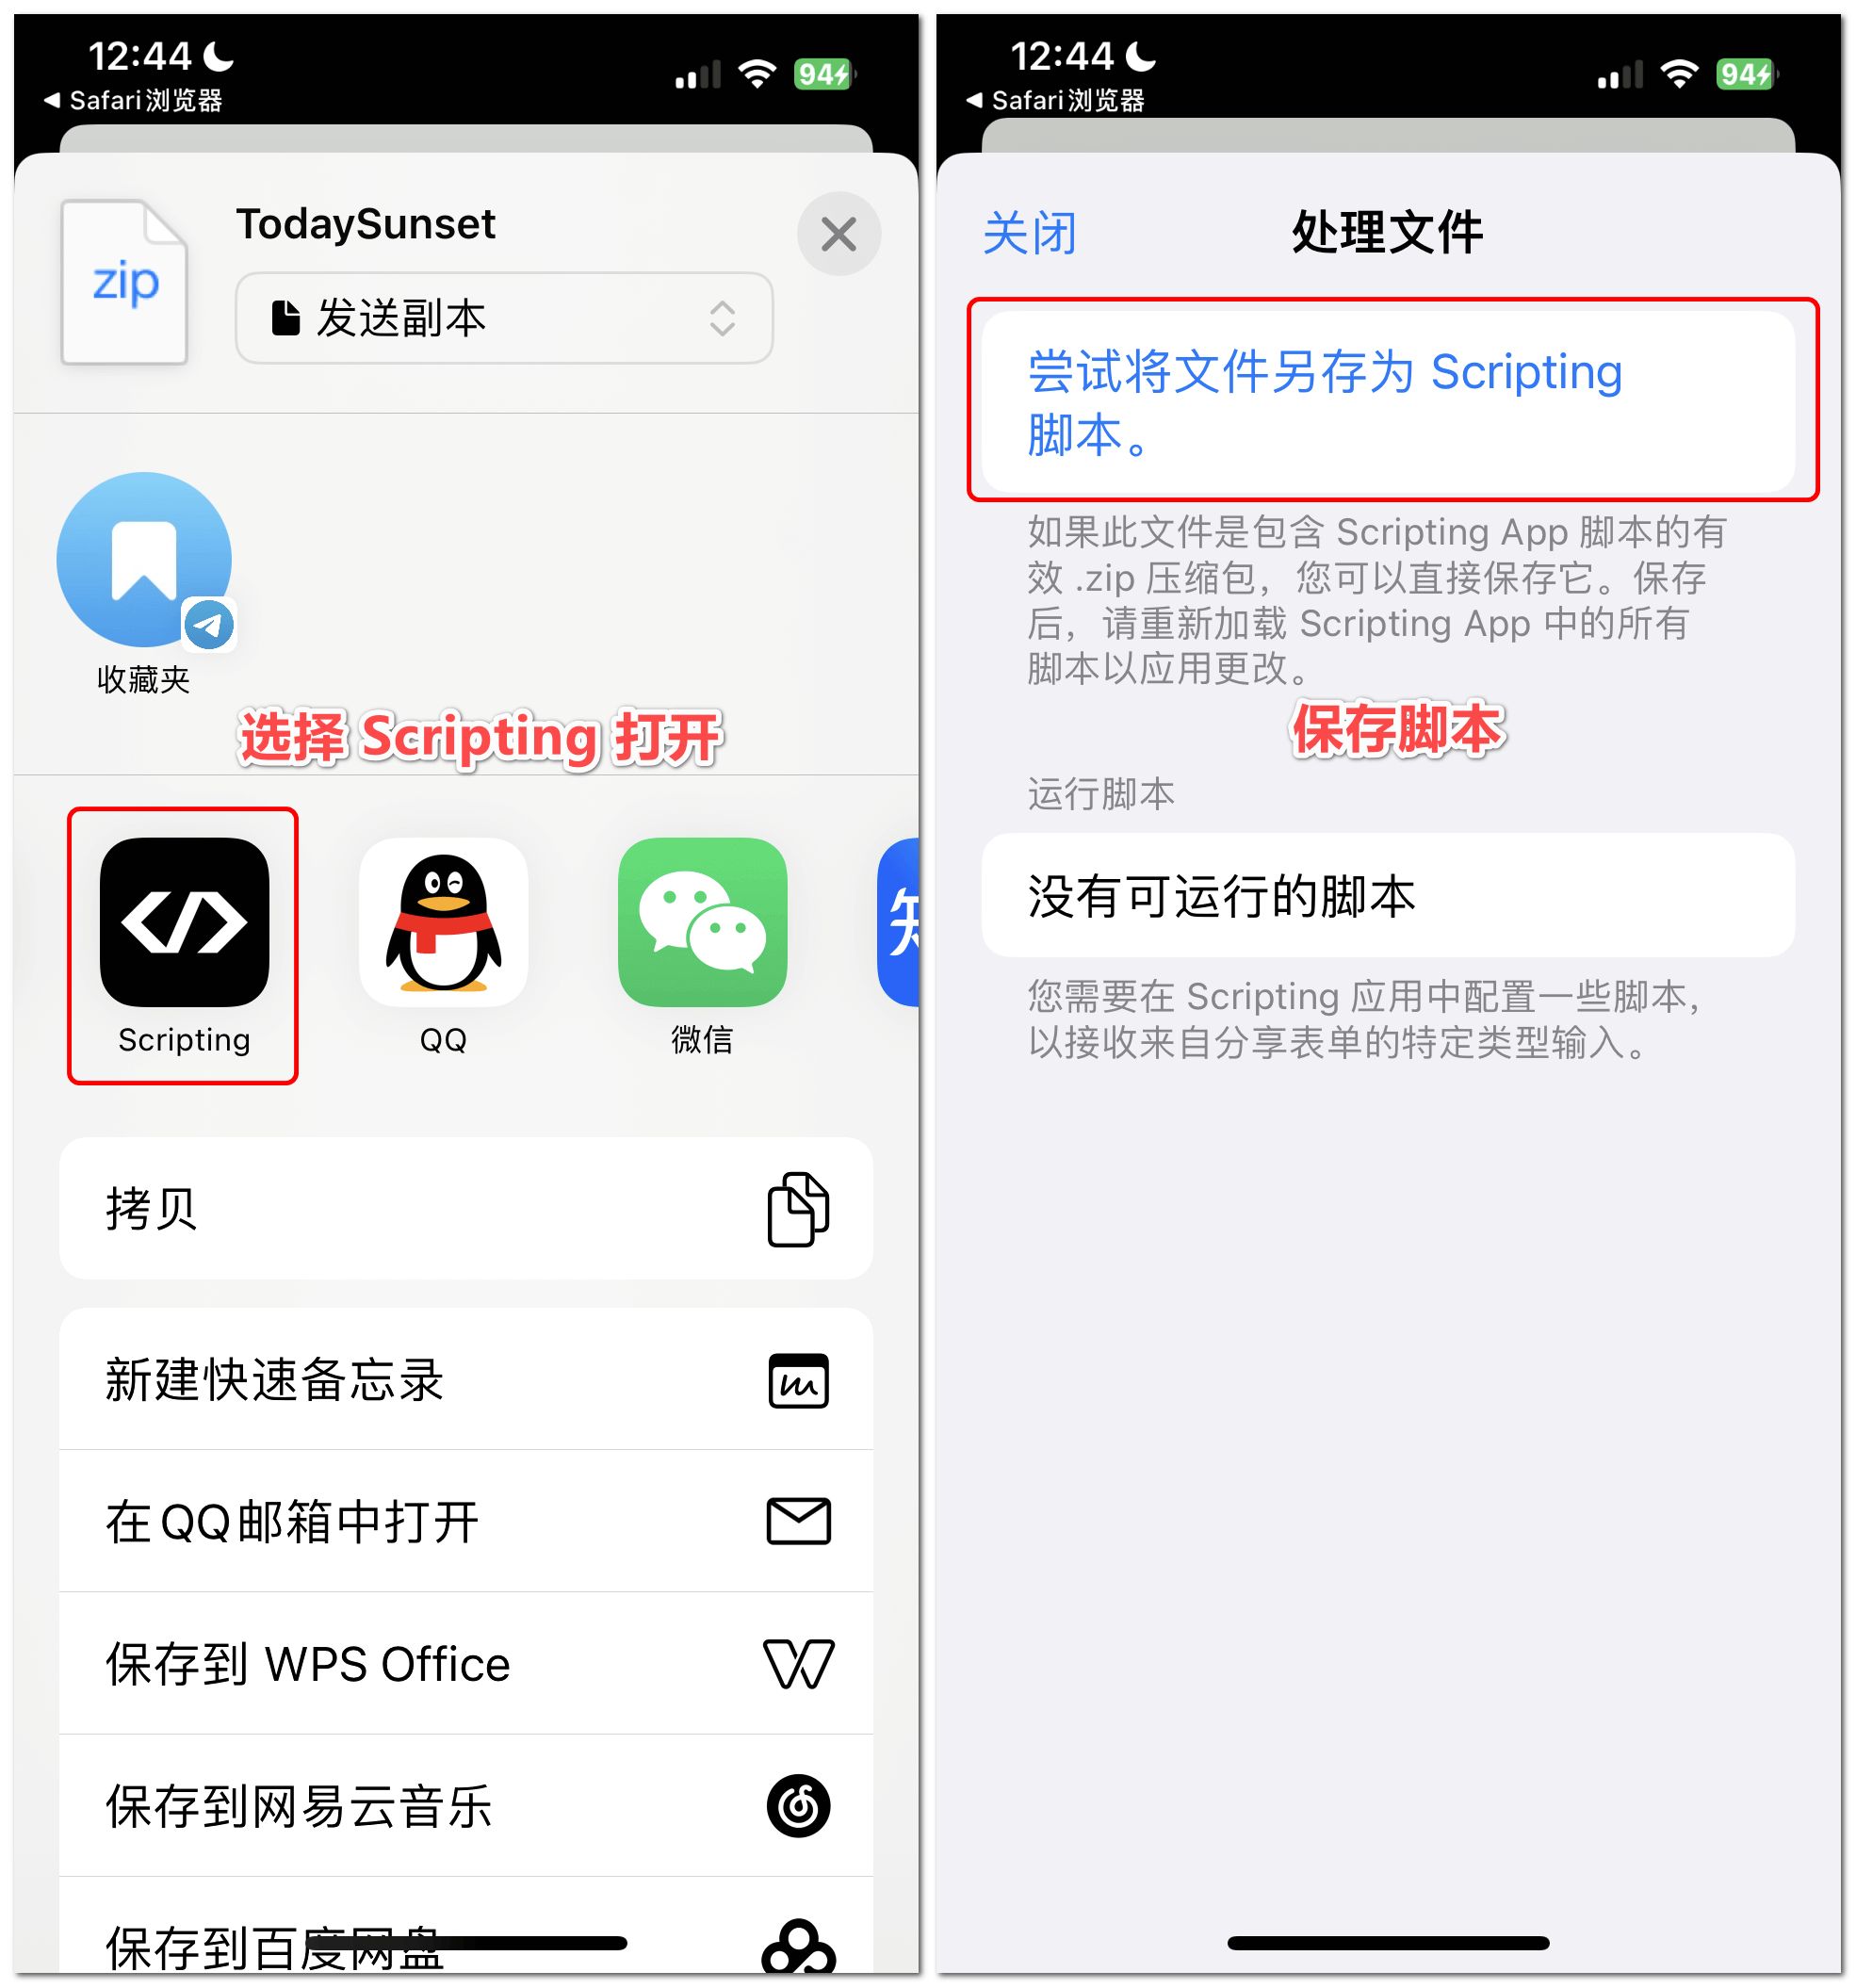 12:44
94
Safari浏览器
TodaySunset
zip
发送副本
收藏夹
选择 Scripting 打开
Scripting
QQ
微信
知
拷贝
新建快速备忘录
在QQ邮箱中打开
保存到 WPS Office
保存到网易云音乐
保存到百度网盘
12:44
94
Safari浏览器
关闭
处理文件
尝试将文件另存为 Scripting
脚本。
如果此文件是包含 Scripting App 脚本的有
效 .zip 压缩包，您可以直接保存它。保存
后，请重新加载 Scripting App 中的所有
脚本以应用更改。
保存脚本
运行脚本
没有可运行的脚本
您需要在 Scripting 应用中配置一些脚本，
以接收来自分享表单的特定类型输入。